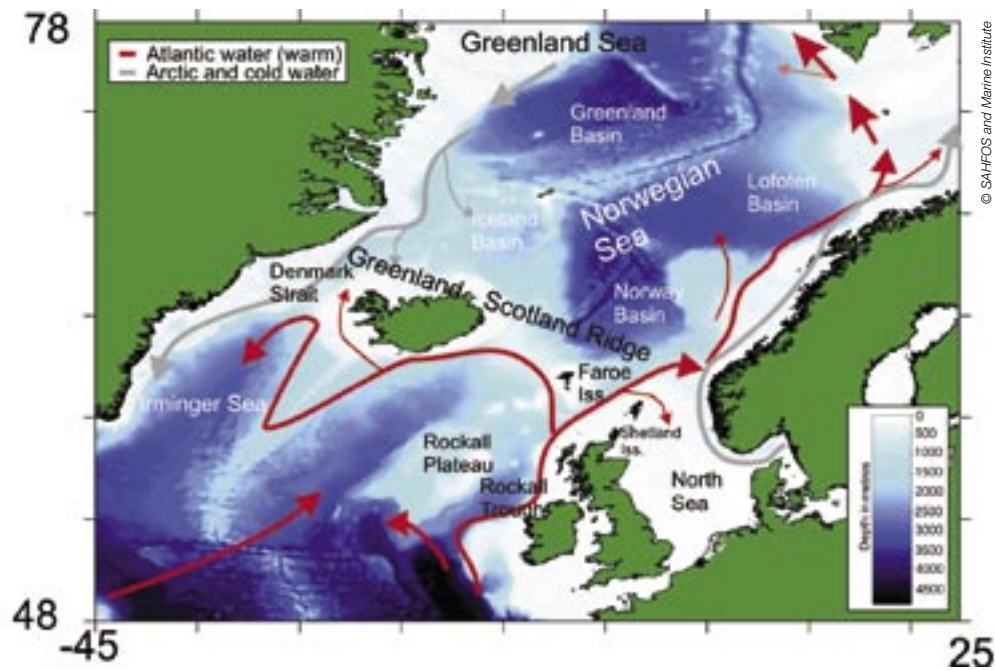 78
Atlantic water (warm)
Arctic and cold water
Greenland Sea
Greenland
Basin
Norwegian
Sea
Lofoten
Basin
Iceland
Basin
Denmark
Strait
Greenland - Scotland Ridge
Norway
Basin
Irminger Sea
Faroe
Iss.
Shetland
Iss.
Rockall
Plateau
Rockall
Trough
North
Sea
Depth in metres
0
500
1000
1500
2000
2500
3000
3500
4000
4500
48
-45
25
© SAHFOS and Marine Institute